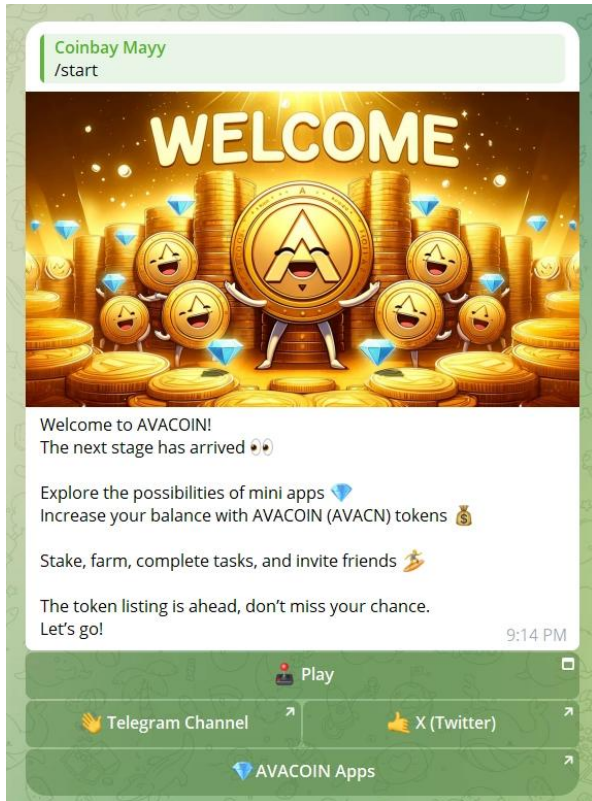 Coinbay Mayy
/start
WELCOME
Welcome to AVACOIN!
The next stage has arrived 👀
Explore the possibilities of mini apps 💎
Increase your balance with AVACOIN (AVACN) tokens 💰
Stake, farm, complete tasks, and invite friends 🏄
The token listing is ahead, don’t miss your chance.
Let’s go!
9:14 PM
🕹️ Play
👋 Telegram Channel
🤙 X (Twitter)
💎 AVACOIN Apps